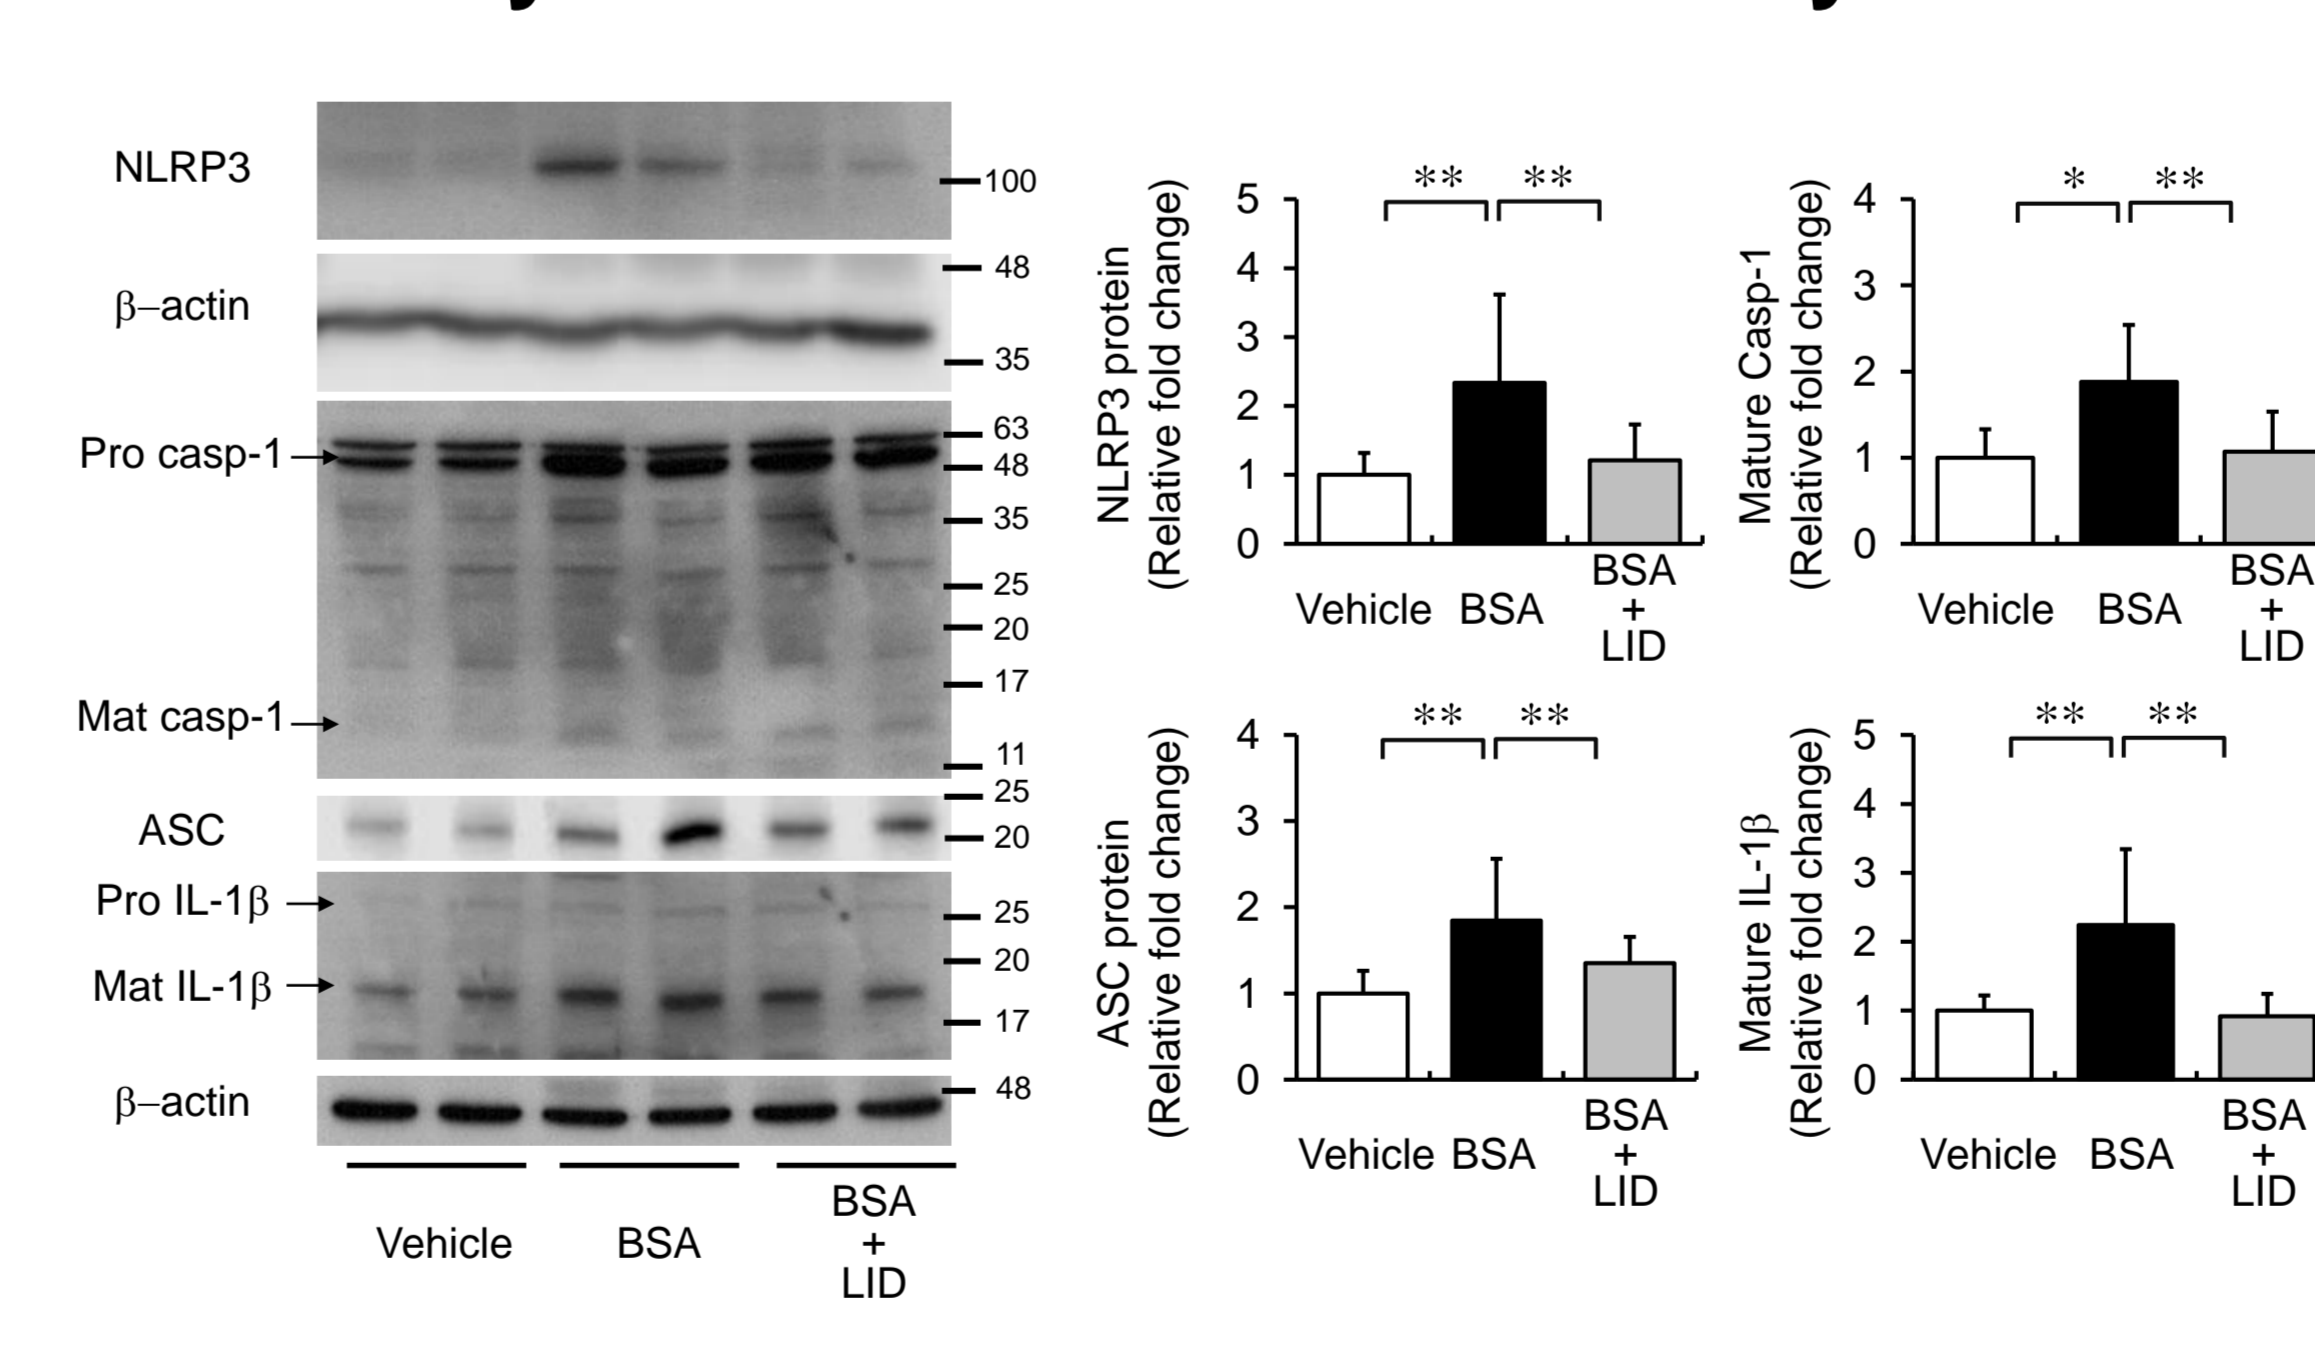 NLRP3
100
β–actin
48
35
Pro casp-1
63
48
35
25
20
17
Mat casp-1
11
ASC
25
20
Pro IL-1β
25
20
Mat IL-1β
17
β–actin
48
Vehicle
BSA
BSA
+
LID
NLRP3 protein
(Relative fold change)
5
4
3
2
1
0
** **
Vehicle
BSA
BSA
+
LID
Mature Casp-1
(Relative fold change)
4
3
2
1
0
* **
Vehicle
BSA
BSA
+
LID
ASC protein
(Relative fold change)
4
3
2
1
0
** **
Vehicle
BSA
BSA
+
LID
Mature IL-1β
(Relative fold change)
5
4
3
2
1
0
** **
Vehicle
BSA
BSA
+
LID